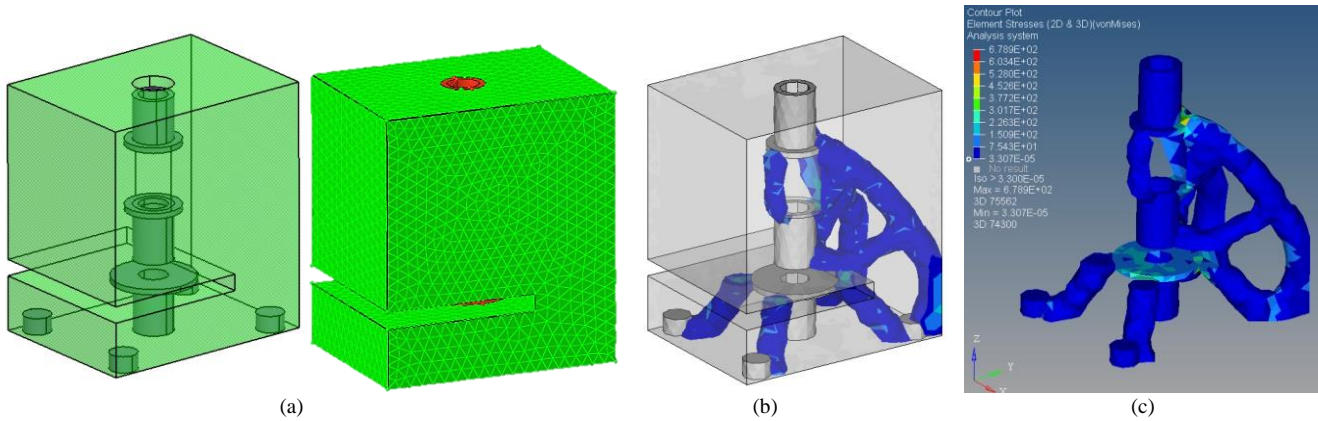 Contour Plot
Element Stresses (2D & 3D)(vonMises)
Analysis system
6.789E+02
6.034E+02
5.280E+02
4.526E+02
3.772E+02
3.017E+02
2.263E+02
1.509E+02
7.543E+01
3.307E-05
No result
Iso > 3.300E-05
Max = 6.789E+02
3D 75562
Min = 3.307E-05
3D 74300
Z
Y
X
(a)
(b)
(c)